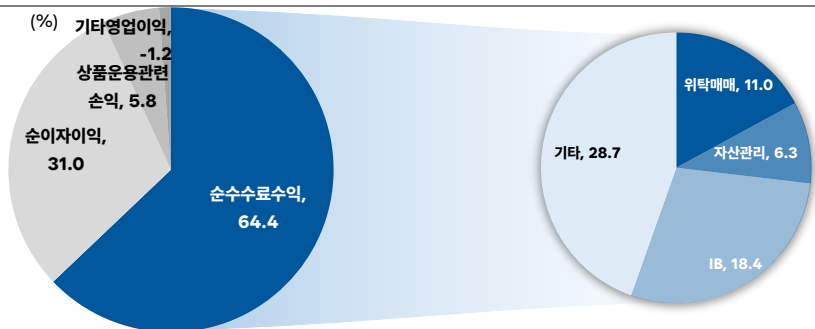 (%)
기타영업이익,
-1.2
상품운용관련
손익, 5.8
순이자이익,
31.0
순수수료수익,
64.4
위탁매매, 11.0
자산관리, 6.3
기타, 28.7
IB, 18.4